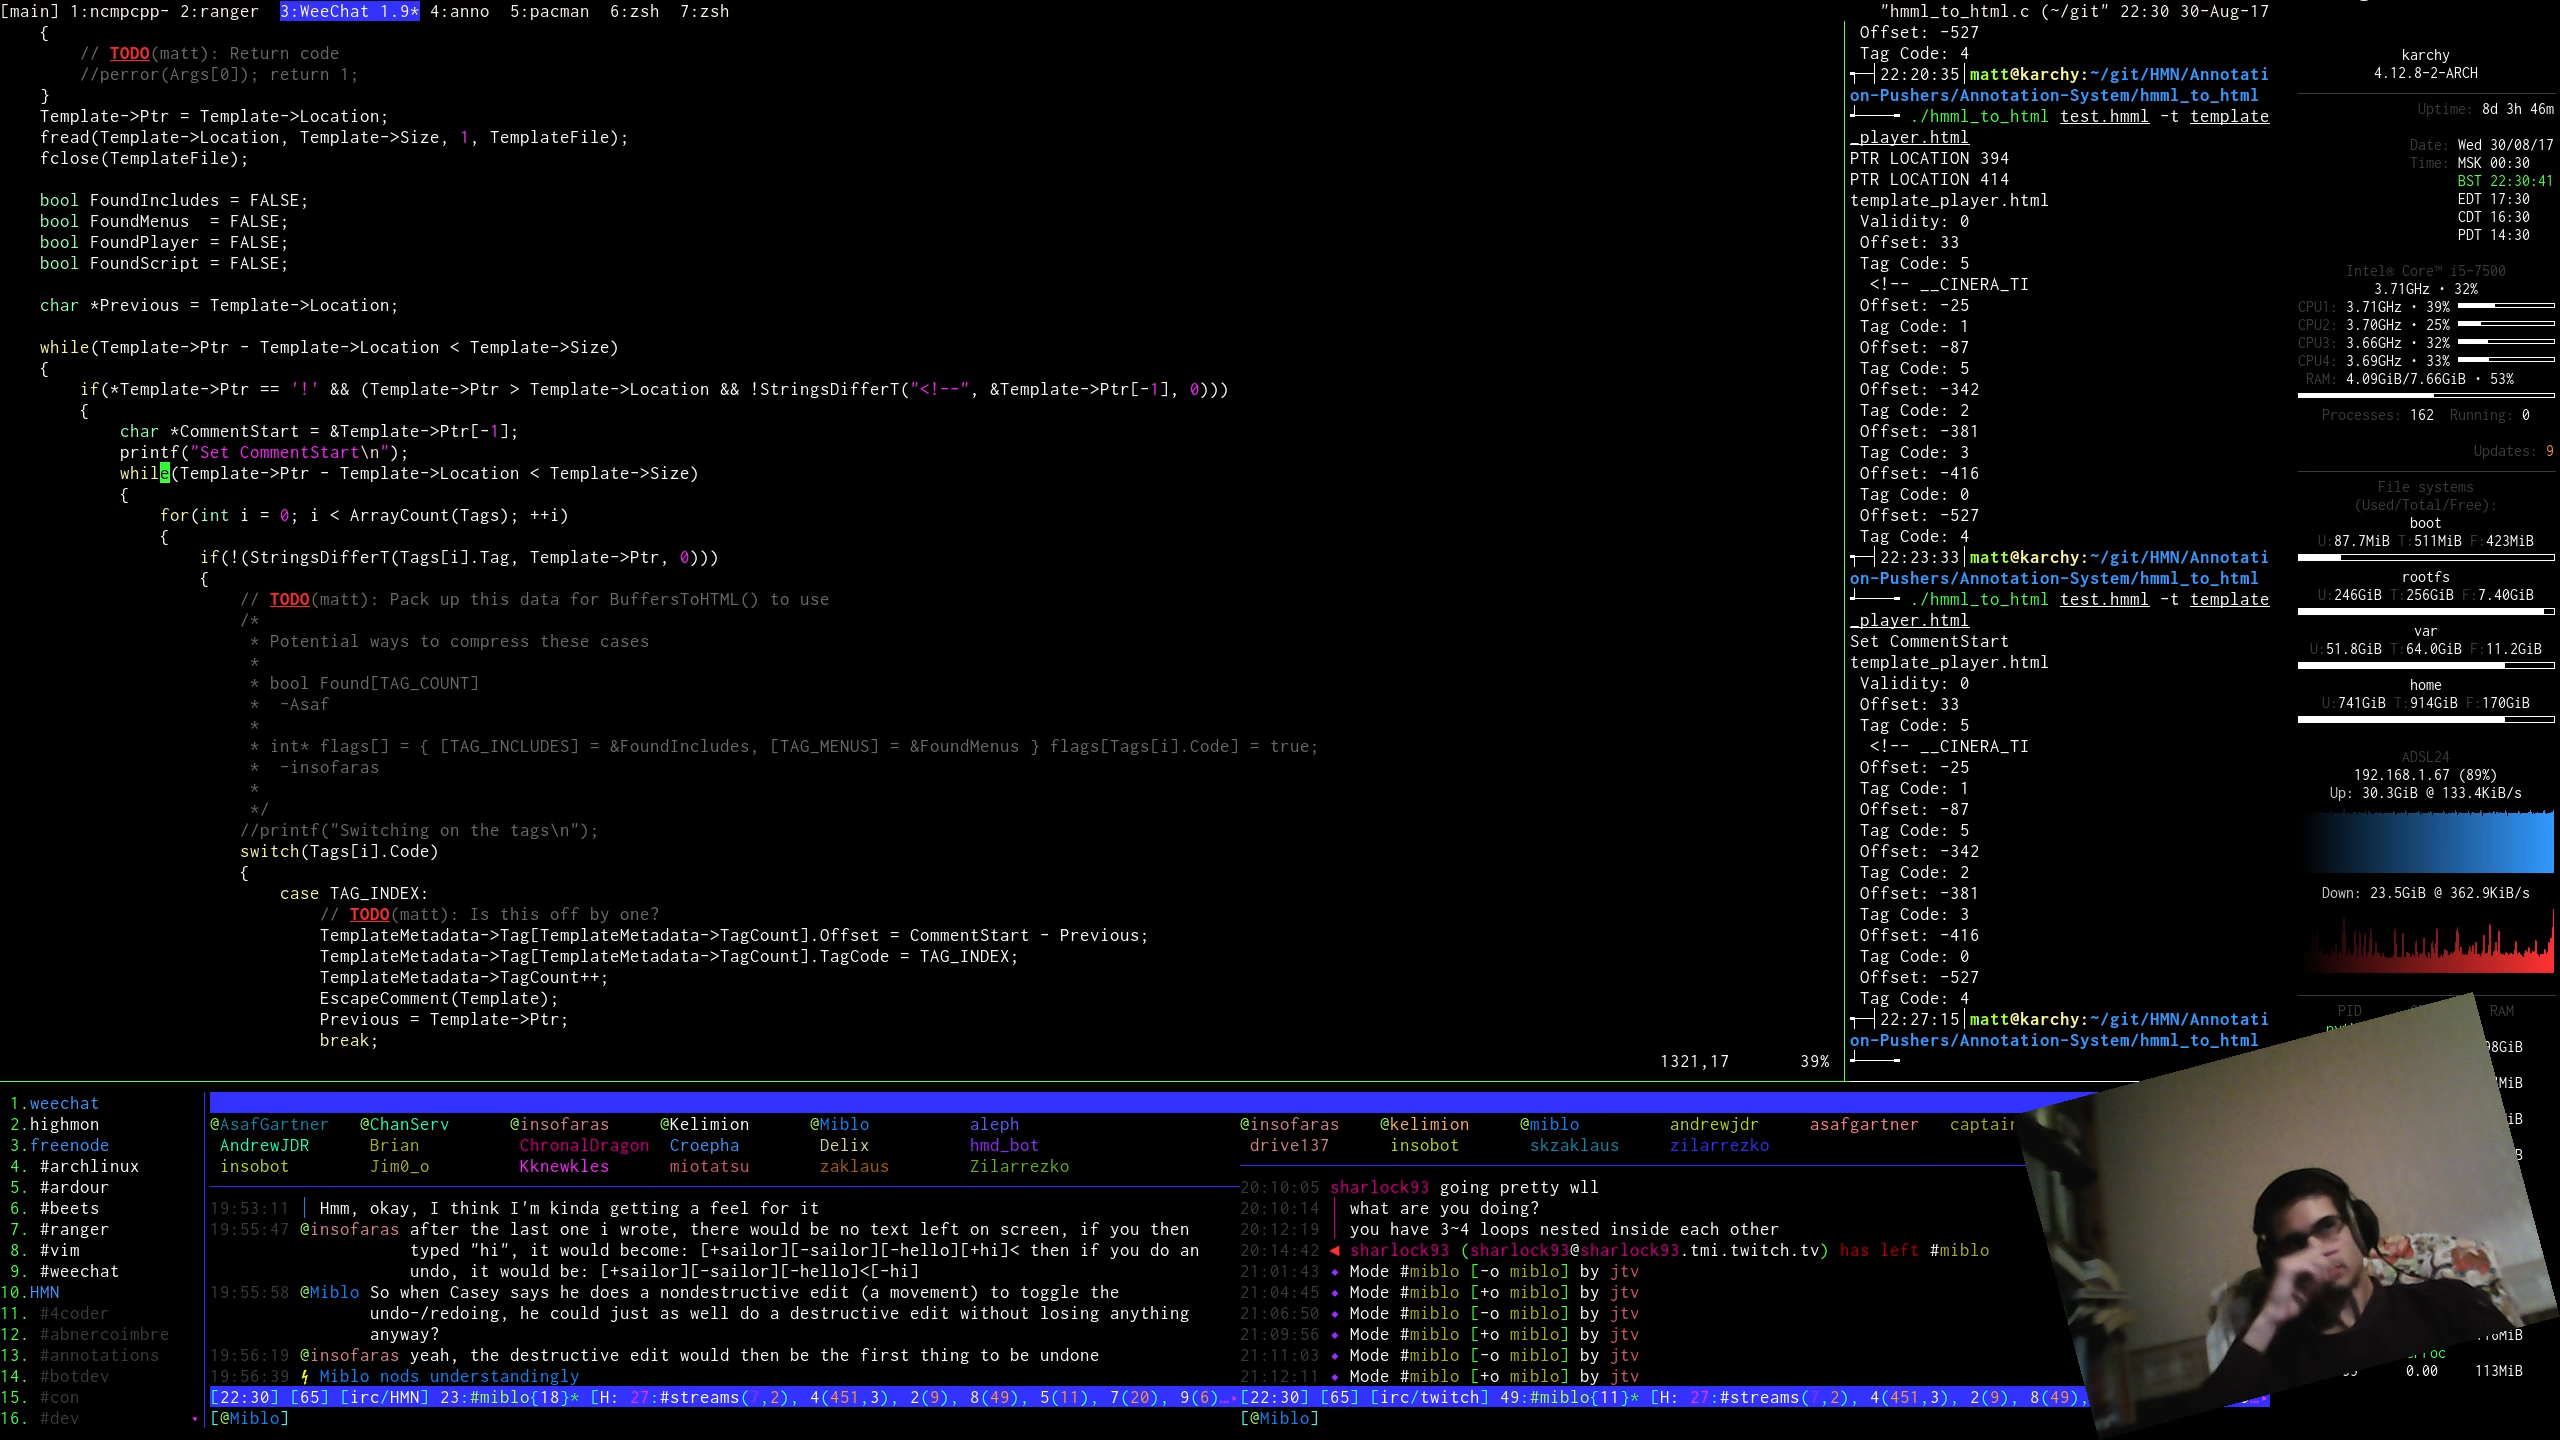 [main] 1:ncmpcpp- 2:ranger  3:WeeChat 1.9* 4:anno  5:pacman  6:zsh  7:zsh
"hmml_to_html.c (~/git" 22:30 30-Aug-17
{
// TODO(matt): Return code
//perror(Args[0]); return 1;
}
Template->Ptr = Template->Location;
fread(Template->Location, Template->Size, 1, TemplateFile);
fclose(TemplateFile);
bool FoundIncludes = FALSE;
bool FoundMenus  = FALSE;
bool FoundPlayer = FALSE;
bool FoundScript = FALSE;
char *Previous = Template->Location;
while(Template->Ptr - Template->Location < Template->Size)
{
if(*Template->Ptr == '!' && (Template->Ptr > Template->Location && !StringsDifferT("<!--", &Template->Ptr[-1], 0)))
{
char *CommentStart = &Template->Ptr[-1];
printf("Set CommentStart\n");
while(Template->Ptr - Template->Location < Template->Size)
{
for(int i = 0; i < ArrayCount(Tags); ++i)
{
if(!(StringsDifferT(Tags[i].Tag, Template->Ptr, 0)))
{
// TODO(matt): Pack up this data for BuffersToHTML() to use
/*
* Potential ways to compress these cases
*
* bool Found[TAG_COUNT]
*  -Asaf
*
* int* flags[] = { [TAG_INCLUDES] = &FoundIncludes, [TAG_MENUS] = &FoundMenus } flags[Tags[i].Code] = true;
*  -insofaras
*
*/
//printf("Switching on the tags\n");
switch(Tags[i].Code)
{
case TAG_INDEX:
// TODO(matt): Is this off by one?
TemplateMetadata->Tag[TemplateMetadata->TagCount].Offset = CommentStart - Previous;
TemplateMetadata->Tag[TemplateMetadata->TagCount].TagCode = TAG_INDEX;
TemplateMetadata->TagCount++;
EscapeComment(Template);
Previous = Template->Ptr;
break;
1321,17 39%
Offset: -527
Tag Code: 4
22:20:35 matt@karchy:~/git/HMN/Annotati
on-Pushers/Annotation-System/hmml_to_html
./hmml_to_html test.hmml -t template
_player.html
PTR LOCATION 394
PTR LOCATION 414
template_player.html
Validity: 0
Offset: 33
Tag Code: 5
<!-- __CINERA_TI
Offset: -25
Tag Code: 1
Offset: -87
Tag Code: 5
Offset: -342
Tag Code: 2
Offset: -381
Tag Code: 3
Offset: -416
Tag Code: 0
Offset: -527
Tag Code: 4
22:23:33 matt@karchy:~/git/HMN/Annotati
on-Pushers/Annotation-System/hmml_to_html
./hmml_to_html test.hmml -t template
_player.html
Set CommentStart
template_player.html
Validity: 0
Offset: 33
Tag Code: 5
<!-- __CINERA_TI
Offset: -25
Tag Code: 1
Offset: -87
Tag Code: 5
Offset: -342
Tag Code: 2
Offset: -381
Tag Code: 3
Offset: -416
Tag Code: 0
Offset: -527
Tag Code: 4
22:27:15 matt@karchy:~/git/HMN/Annotati
on-Pushers/Annotation-System/hmml_to_html
karchy
4.12.8-2-ARCH
Uptime: 8d 3h 46m
Date: Wed 30/08/17
Time: MSK 00:30
BST 22:30:41
EDT 17:30
CDT 16:30
PDT 14:30
Intel® Core™ i5-7500
3.71GHz · 32%
CPU1: 3.71GHz · 39%
CPU2: 3.70GHz · 25%
CPU3: 3.66GHz · 32%
CPU4: 3.69GHz · 33%
RAM: 4.09GiB/7.66GiB · 53%
Processes: 162  Running: 0
Updates: 9
File systems
(Used/Total/Free):
boot
U:87.7MiB T:511MiB F:423MiB
rootfs
U:246GiB T:256GiB F:7.40GiB
var
U:51.8GiB T:64.0GiB F:11.2GiB
home
U:741GiB T:914GiB F:170GiB
ADSL24
192.168.1.67 (89%)
Up: 30.3GiB @ 133.4KiB/s
Down: 23.5GiB @ 362.9KiB/s
PID RAM
0.00 113MiB
1.weechat
2.highmon
3.freenode
4. #archlinux
5. #ardour
6. #beets
7. #ranger
8. #vim
9. #weechat
10.HMN
11. #4coder
12. #abnercoimbre
13. #annotations
14. #botdev
15. #con
16. #dev
@AsafGartner @ChanServ @insofaras @Kelimion @Miblo aleph
AndrewJDR Brian ChronalDragon Croepha Delix hmd_bot
insobot Jim0_o Kknewkles miotatsu zaklaus Zilarrezko
19:53:11 Hmm, okay, I think I'm kinda getting a feel for it
19:55:47 @insofaras after the last one i wrote, there would be no text left on screen, if you then
typed "hi", it would become: [+sailor][-sailor][-hello][+hi]< then if you do an
undo, it would be: [+sailor][-sailor][-hello]<[-hi]
19:55:58 @Miblo So when Casey says he does a nondestructive edit (a movement) to toggle the
undo-/redoing, he could just as well do a destructive edit without losing anything
anyway?
19:56:19 @insofaras yeah, the destructive edit would then be the first thing to be undone
19:56:39 Miblo nods understandingly
[22:30] [65] [irc/HMN] 23:#miblo{18}* [H: 27:#streams(7,2), 4(451,3), 2(9), 8(49), 5(11), 7(20), 9(6)…
[@Miblo]
@insofaras @kelimion @miblo andrewjdr asafgartner captain
drive137 insobot skzaklaus zilarrezko
20:10:05 sharlock93 going pretty wll
20:10:14 what are you doing?
20:12:19 you have 3~4 loops nested inside each other
20:14:42 sharlock93 (sharlock93@sharlock93.tmi.twitch.tv) has left #miblo
21:01:43 Mode #miblo [-o miblo] by jtv
21:04:45 Mode #miblo [+o miblo] by jtv
21:06:50 Mode #miblo [-o miblo] by jtv
21:09:56 Mode #miblo [+o miblo] by jtv
21:11:03 Mode #miblo [-o miblo] by jtv
21:12:11 Mode #miblo [+o miblo] by jtv
[22:30] [65] [irc/twitch] 49:#miblo{11}* [H: 27:#streams(7,2), 4(451,3), 2(9), 8(49),
[@Miblo]